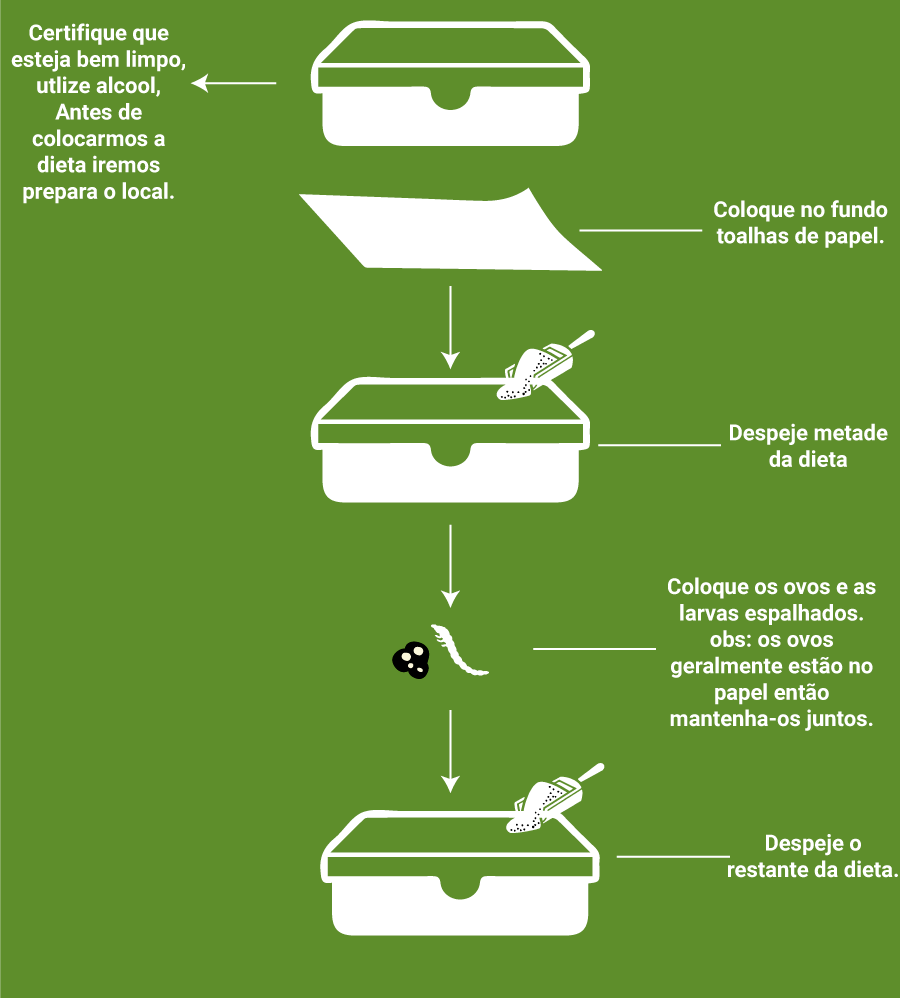 Certifique que
esteja bem limpo,
utlize alcool,
Antes de
colocarmos a
dieta iremos
prepara o local.
Coloque no fundo
toalhas de papel.
Despeje metade
da dieta
Coloque os ovos e as
larvas espalhados.
obs: os ovos
geralmente estão no
papel então
mantenha-os juntos.
Despeje o
restante da dieta.